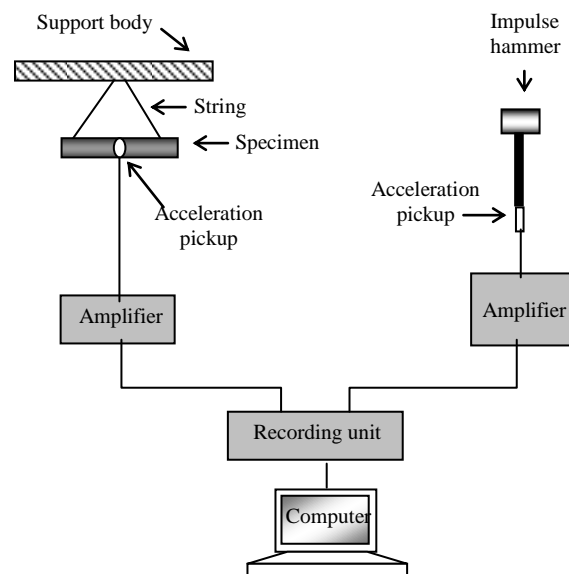 Support body
Impulse
hammer
String
Specimen
Acceleration
pickup
Acceleration
pickup
Amplifier
Amplifier
Recording unit
Computer